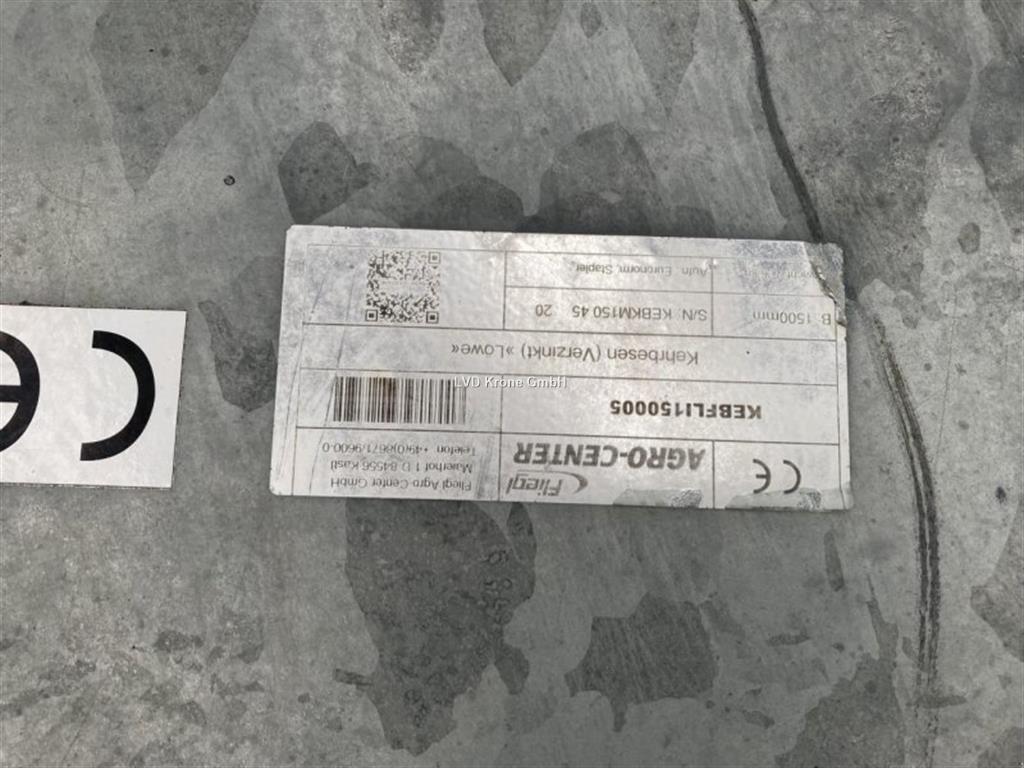 CE
Fliegl
AGRO-CENTER
Fliegl Agro-Center GmbH
Maierhof 1 D-84556 Kastl
Telefon +49(0)8671/9600-0
KEBFLI150005
Kehrbesen (Verzinkt) »Löwe«
B 1500mm
S/N KEBKM150 45 20
Aufn. Euronorm, Stapler,
CE
LVD Krone GmbH